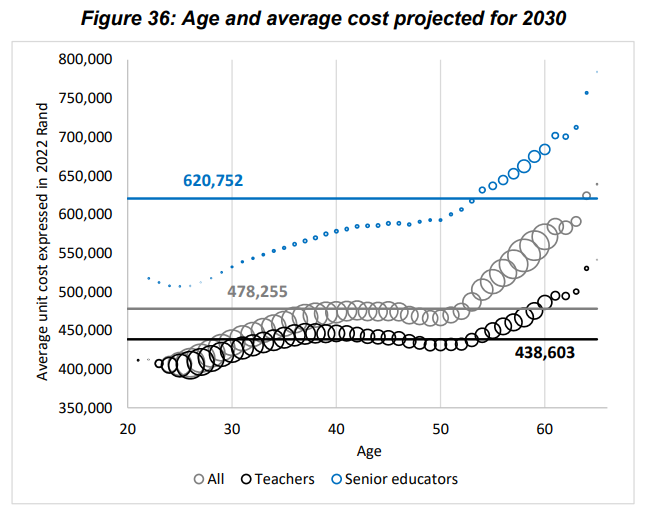 Figure 36: Age and average cost projected for 2030
800,000
750,000
700,000
650,000
600,000
550,000
500,000
450,000
400,000
350,000
Average unit cost expressed in 2022 Rand
620,752
478,255
438,603
20 30 40 50 60
Age
All Teachers Senior educators